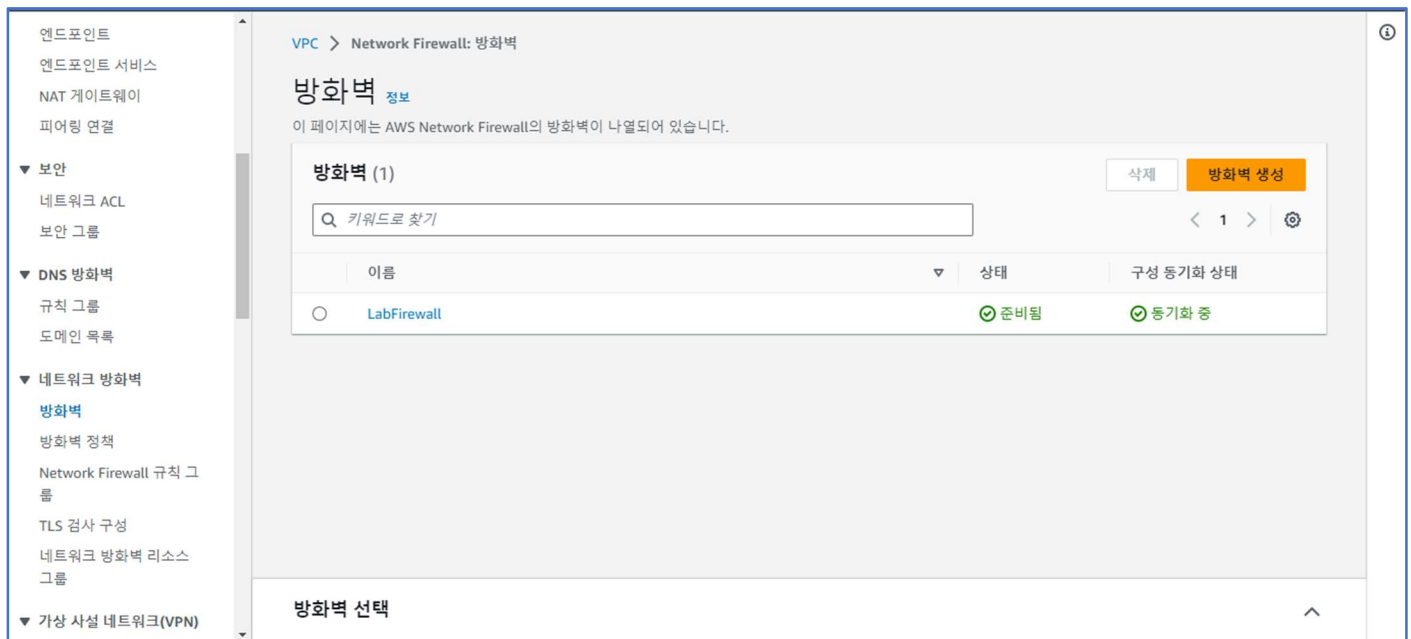 엔드포인트
엔드포인트 서비스
NAT 게이트웨이
피어링 연결
보안
네트워크 ACL
보안 그룹
DNS 방화벽
규칙 그룹
도메인 목록
네트워크 방화벽
방화벽
방화벽 정책
Network Firewall 규칙 그
룹
TLS 검사 구성
네트워크 방화벽 리소스
그룹
가상 사설 네트워크(VPN)
VPC > Network Firewall: 방화벽
방화벽 정보
이 페이지에는 AWS Network Firewall의 방화벽이 나열되어 있습니다.
방화벽 (1)
삭제
방화벽 생성
키워드로 찾기
1
이름 상태 구성 동기화 상태
LabFirewall 준비됨 동기화 중
방화벽 선택